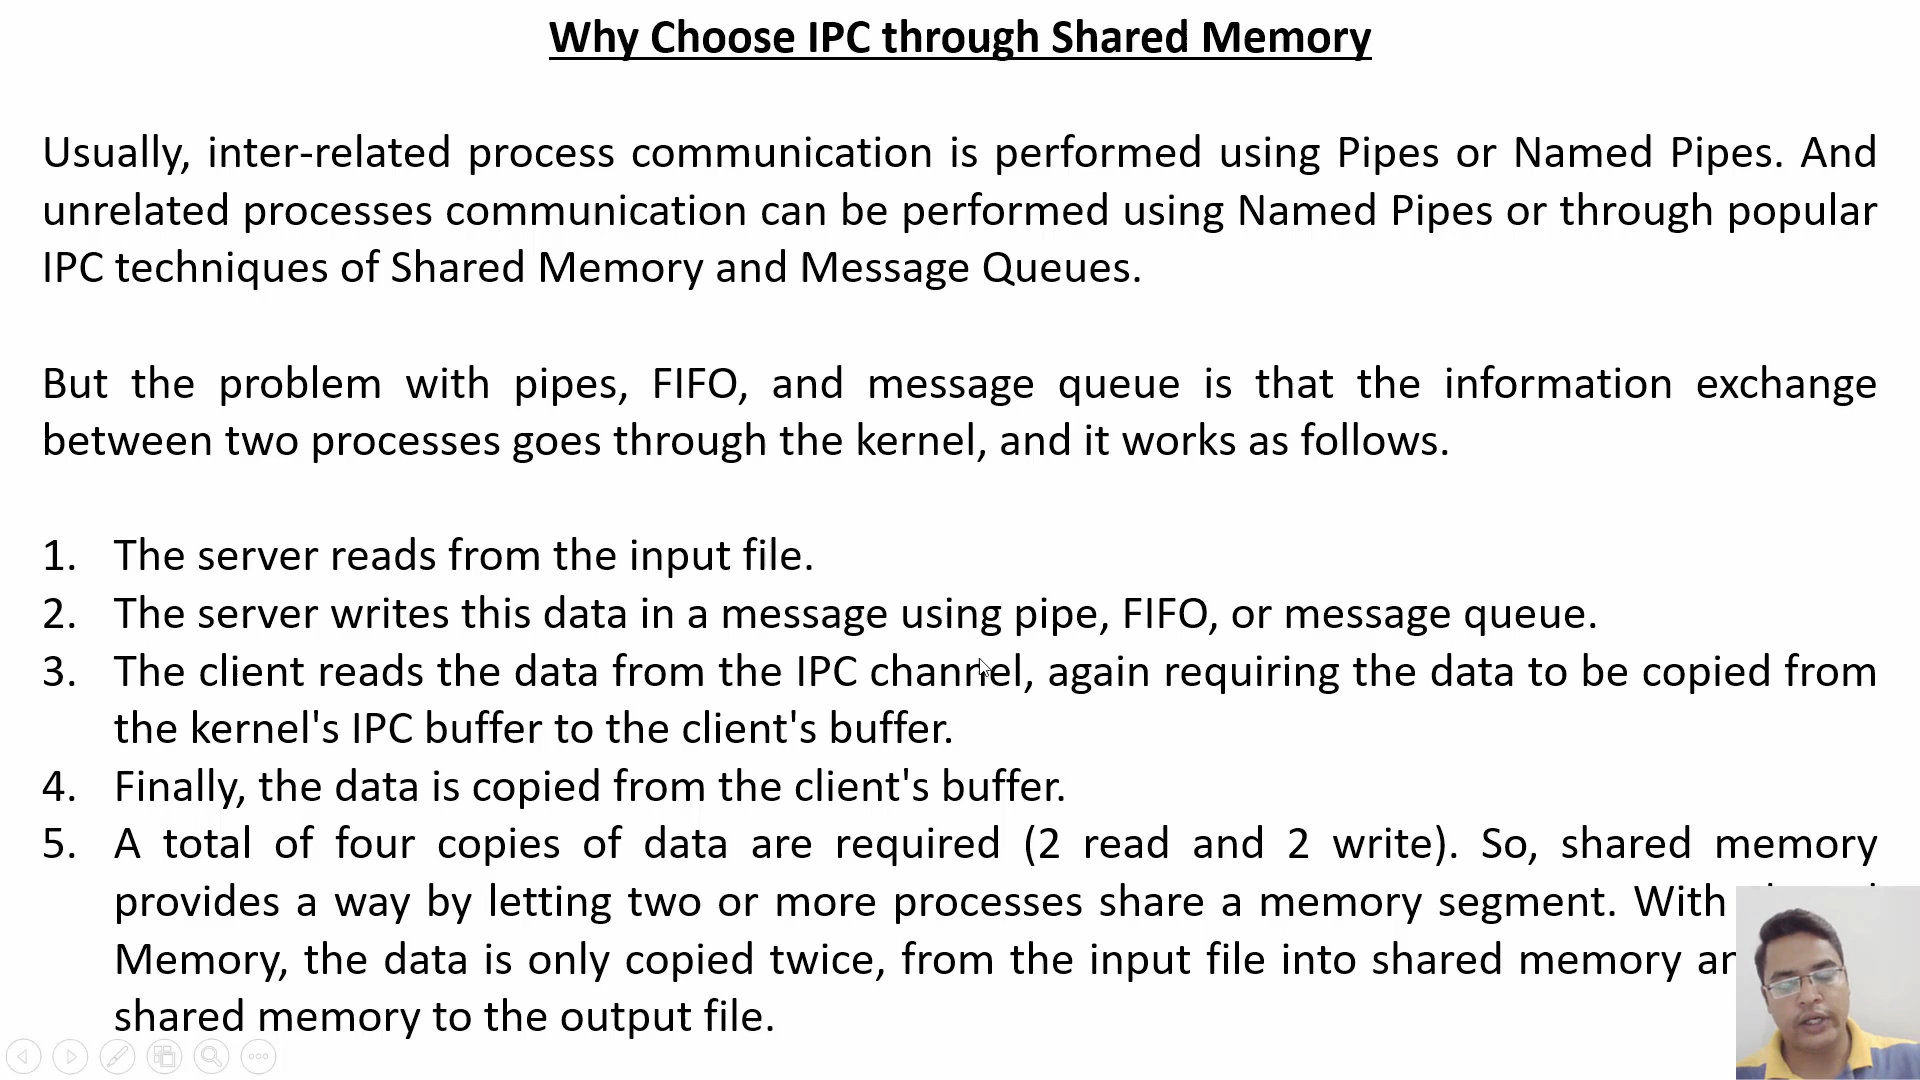 Why Choose IPC through Shared Memory
Usually, inter-related process communication is performed using Pipes or Named Pipes. And
unrelated processes communication can be performed using Named Pipes or through popular
IPC techniques of Shared Memory and Message Queues.
But the problem with pipes, FIFO, and message queue is that the information exchange
between two processes goes through the kernel, and it works as follows.
1. The server reads from the input file.
2. The server writes this data in a message using pipe, FIFO, or message queue.
3. The client reads the data from the IPC channel, again requiring the data to be copied from
the kernel's IPC buffer to the client's buffer.
4. Finally, the data is copied from the client's buffer.
5. A total of four copies of data are required (2 read and 2 write). So, shared memory
provides a way by letting two or more processes share a memory segment. With
Memory, the data is only copied twice, from the input file into shared memory
shared memory to the output file.